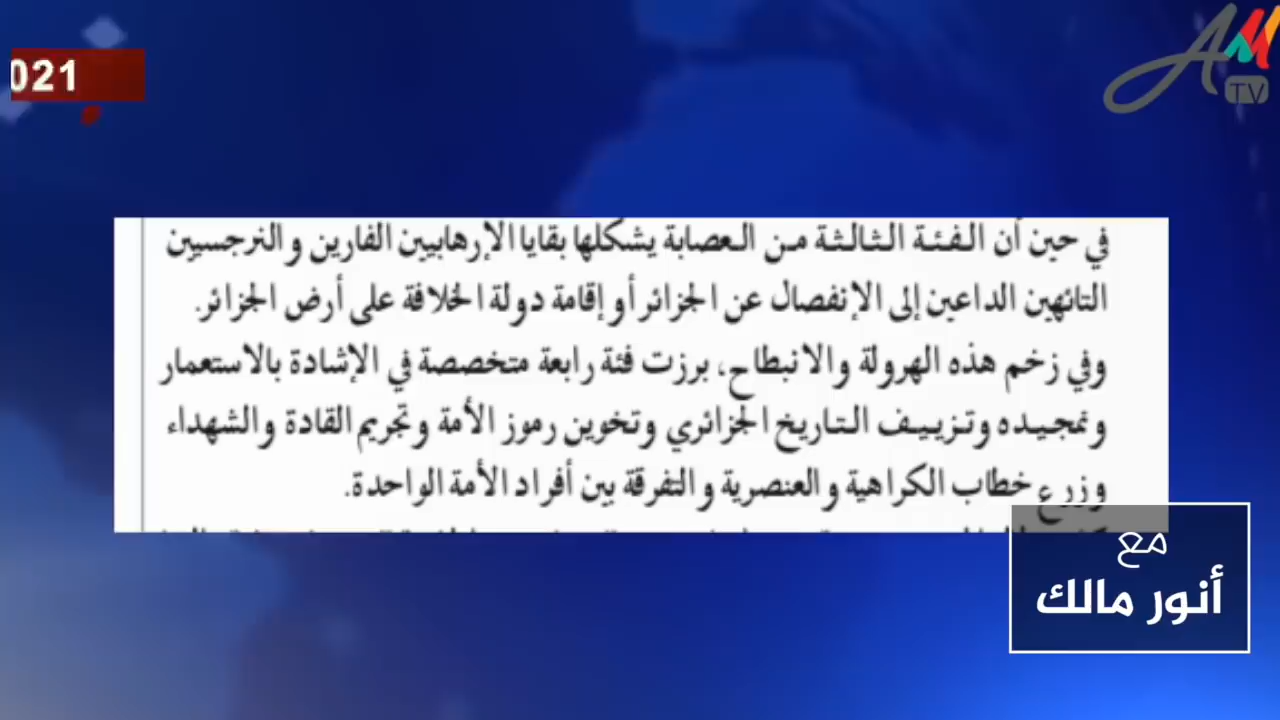 021
AM
TV
في حين أن الفئة الثالثة من العصابة يشكلها بقايا الإرهابيين الفارين و النرجسيين
التائهين الداعين إلى الإنفصال عن الجزائر أو إقامة دولة الخلافة على أرض الجزائر.
وفي زخم هذه الهرولة والانبطاح، برزت فئة رابعة متخصصة في الإشادة بالاستعمار
وتمجيده وتزييف التاريخ الجزائري وتخوين رموز الأمة وتجريم القادة والشهداء
وزرع خطاب الكراهية و العنصرية و التفرقة بين أفراد الأمة الواحدة.
مع
أنور مالك